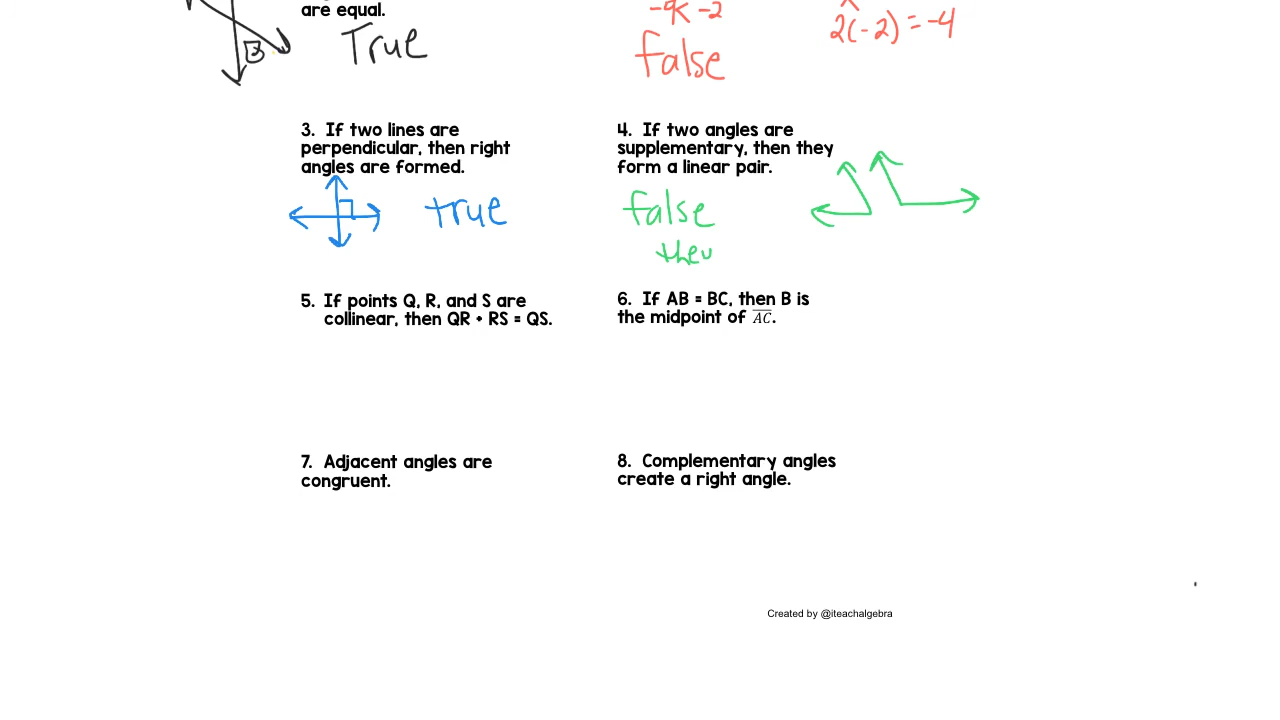 are equal.
True
-9< -2
2(-2) = -4
false
3. If two lines are
perpendicular, then right
angles are formed.
true
4. If two angles are
supplementary, then they
form a linear pair.
false
5. If points Q, R, and S are
collinear, then QR + RS = QS.
6. If AB = BC, then B is
the midpoint of AC.
7. Adjacent angles are
congruent.
8. Complementary angles
create a right angle.
Created by @iteachalgebra